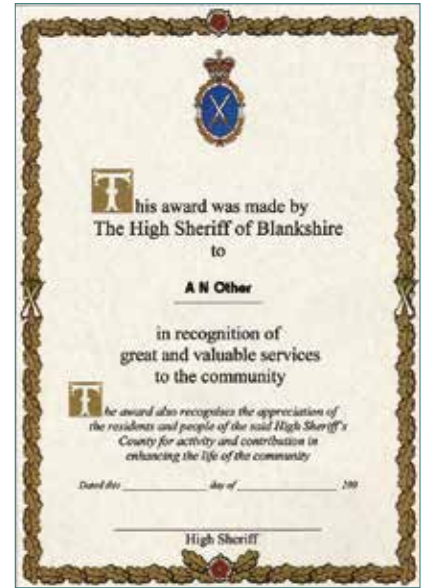 This award was made by
The High Sheriff of Blankshire
to
A N Other
in recognition of
great and valuable services
to the community
The award also recognises the appreciation of
the residents and people of the said High Sheriff's
County for activity and contribution in
enhancing the life of the community
Dated this ____________ day of ____________ 200
High Sheriff